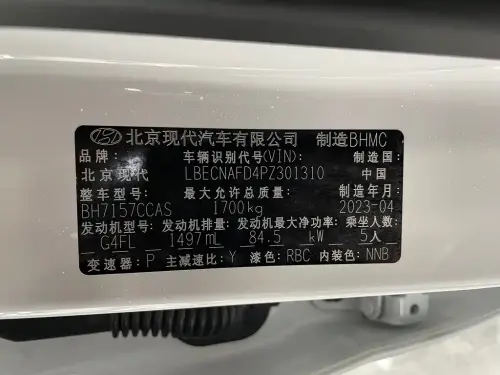 北京现代汽车有限公司 制造BHMC
品牌: 车辆识别代号(VIN): 制造国:
北京现代 LBECNAFD4PZ301310 中国
整车型号: 最大允许总质量: 制造年月:
BH7157CCAS 1700kg 2023-04
发动机型号: 发动机排量: 发动机最大净功率: 乘坐人数:
G4FL 1497mL 84.5 kW 5人
变速器: P 主减速比: Y 漆色: RBC 内装色: NNB